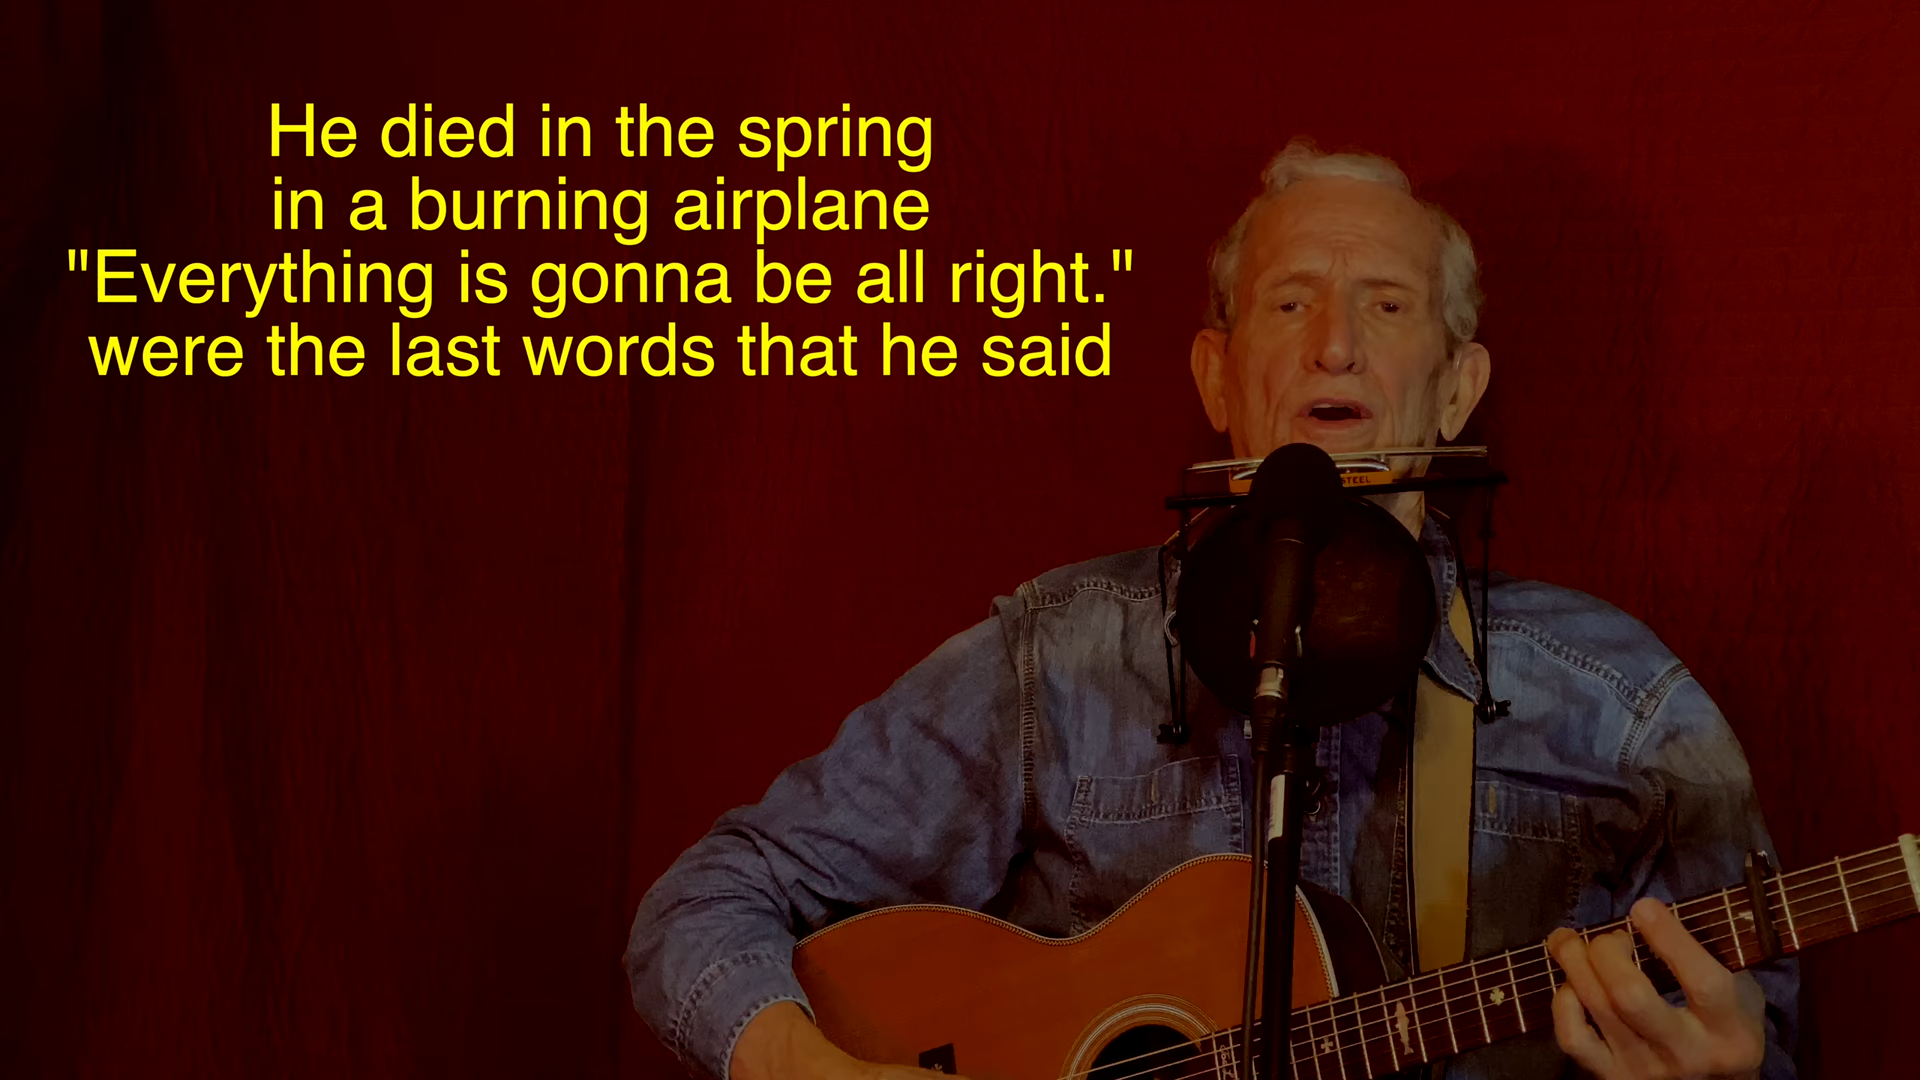 He died in the spring
in a burning airplane
"Everything is gonna be all right."
were the last words that he said
STEEL